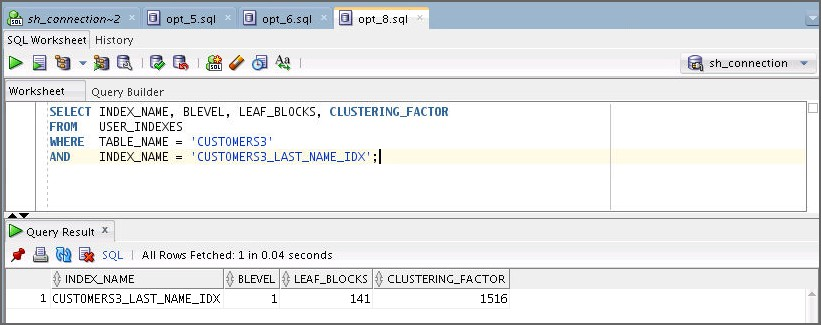 sh_connection~2 opt_5.sql opt_6.sql opt_8.sql
SQL Worksheet History
sh_connection
Worksheet Query Builder
SELECT INDEX_NAME, BLEVEL, LEAF_BLOCKS, CLUSTERING_FACTOR
FROM USER_INDEXES
WHERE TABLE_NAME = 'CUSTOMERS3'
AND INDEX_NAME = 'CUSTOMERS3_LAST_NAME_IDX';
Query Result x
SQL | All Rows Fetched: 1 in 0.04 seconds
INDEX_NAME BLEVEL LEAF_BLOCKS CLUSTERING_FACTOR
1 CUSTOMERS3_LAST_NAME_IDX 1 141 1516